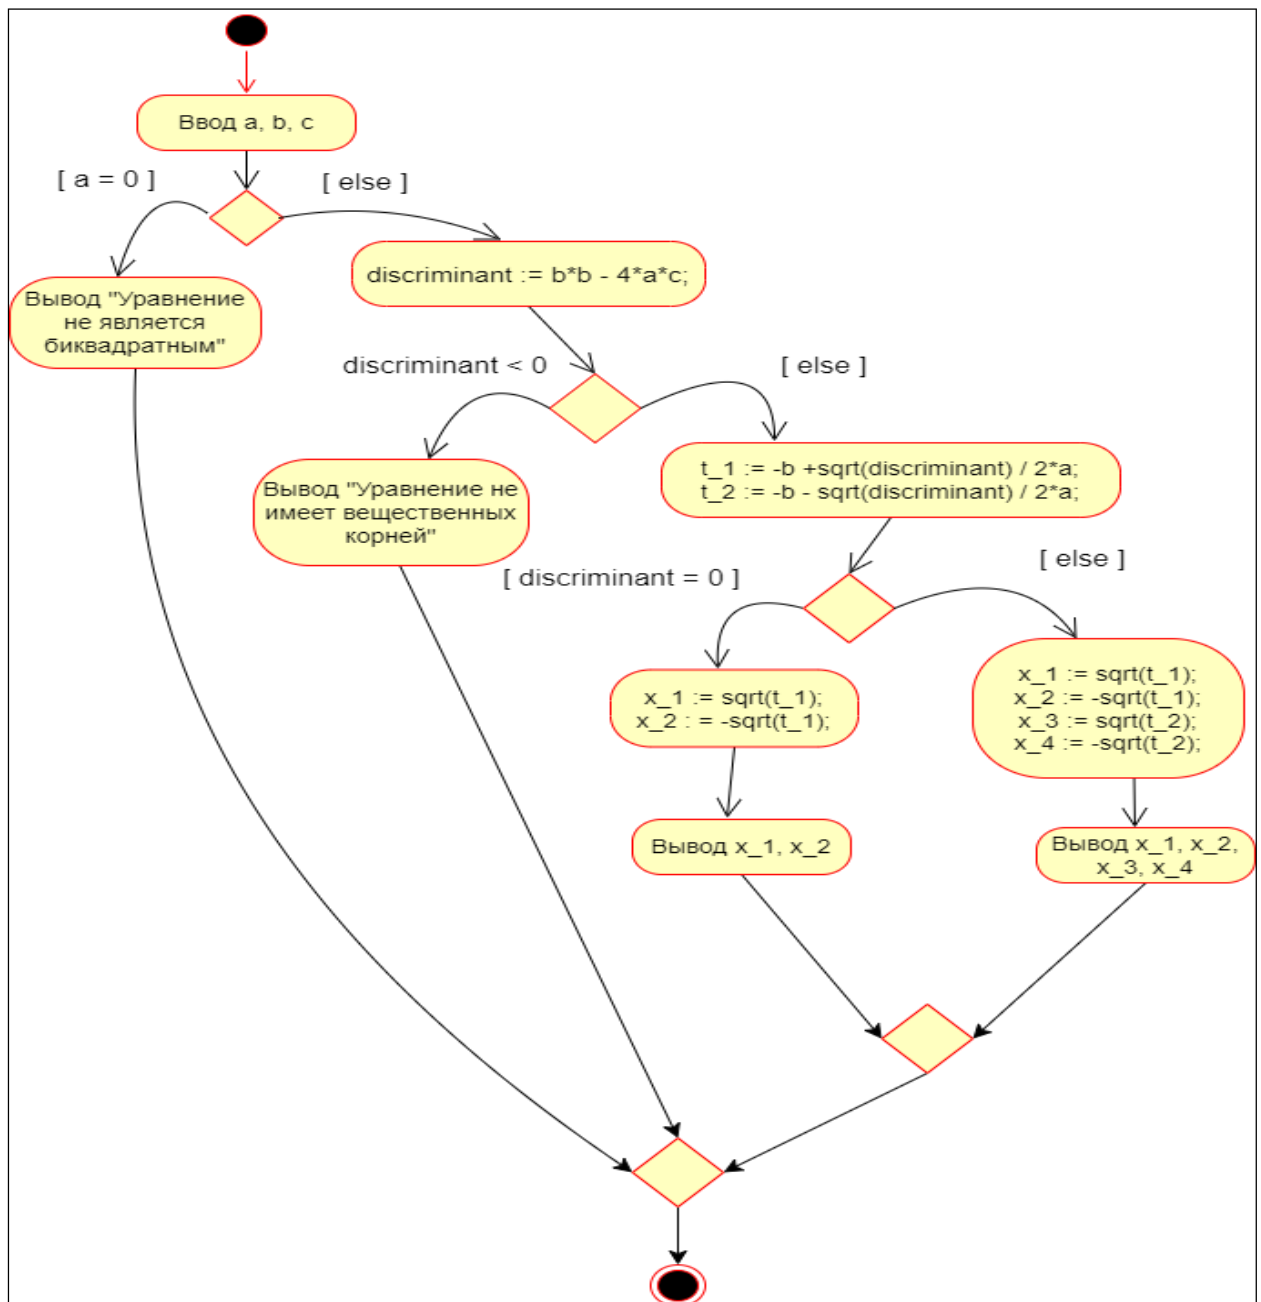 Ввод a, b, c
[ a = 0 ]
[ else ]
discriminant := b*b - 4*a*c;
Вывод "Уравнение
не является
биквадратным"
discriminant < 0
[ else ]
t_1 := -b +sqrt(discriminant) / 2*a;
t_2 := -b - sqrt(discriminant) / 2*a;
Вывод "Уравнение не
имеет вещественных
корней"
[ discriminant = 0 ]
[ else ]
x_1 := sqrt(t_1);
x_2 : = -sqrt(t_1);
x_1 := sqrt(t_1);
x_2 := -sqrt(t_1);
x_3 := sqrt(t_2);
x_4 := -sqrt(t_2);
Вывод x_1, x_2
Вывод x_1, x_2,
x_3, x_4